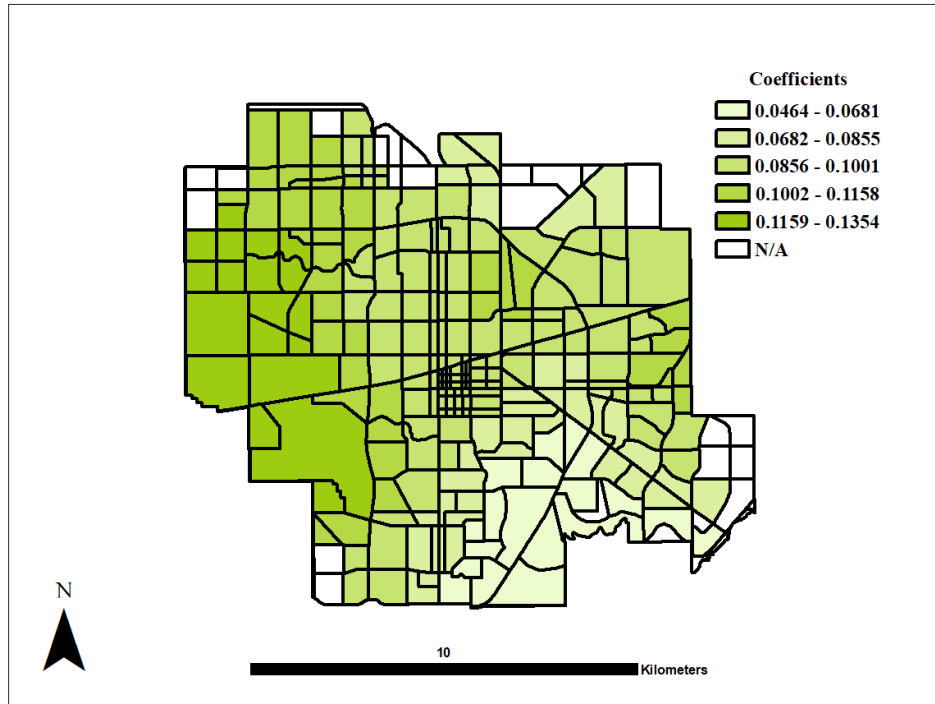 Coefficients
0.0464 - 0.0681
0.0682 - 0.0855
0.0856 - 0.1001
0.1002 - 0.1158
0.1159 - 0.1354
N/A
N
10
Kilometers